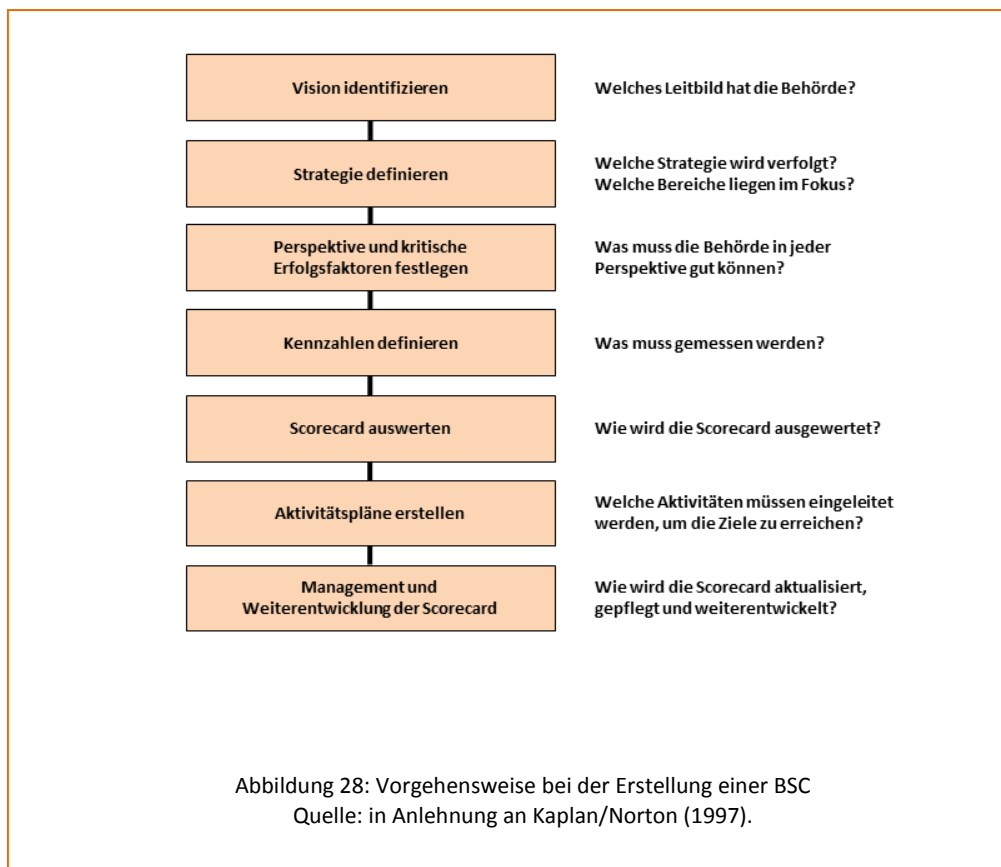 Vision identifizieren
Welches Leitbild hat die Behörde?
Strategie definieren
Welche Strategie wird verfolgt?
Welche Bereiche liegen im Fokus?
Perspektive und kritische
Erfolgsfaktoren festlegen
Was muss die Behörde in jeder
Perspektive gut können?
Kennzahlen definieren
Was muss gemessen werden?
Scorecard auswerten
Wie wird die Scorecard ausgewertet?
Aktivitätspläne erstellen
Welche Aktivitäten müssen eingeleitet
werden, um die Ziele zu erreichen?
Management und
Weiterentwicklung der Scorecard
Wie wird die Scorecard aktualisiert,
gepflegt und weiterentwickelt?
Abbildung 28: Vorgehensweise bei der Erstellung einer BSC
Quelle: in Anlehnung an Kaplan/Norton (1997).